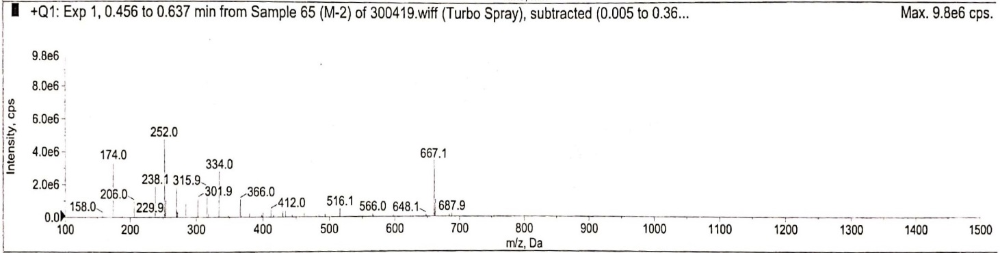 +Q1: Exp 1, 0.456 to 0.637 min from Sample 65 (M-2) of 300419.wiff (Turbo Spray), subtracted (0.005 to 0.36... Max. 9.8e6 cps.
9.8e6
8.0e6
6.0e6
4.0e6
2.0e6
0.0
Intensity, cps
252.0
174.0
667.1
334.0
238.1 315.9
206.0 301.9 366.0
158.0 229.9 412.0 516.1 566.0 648.1 687.9
100 200 300 400 500 600 700 800 900 1000 1100 1200 1300 1400 1500
m/z, Da